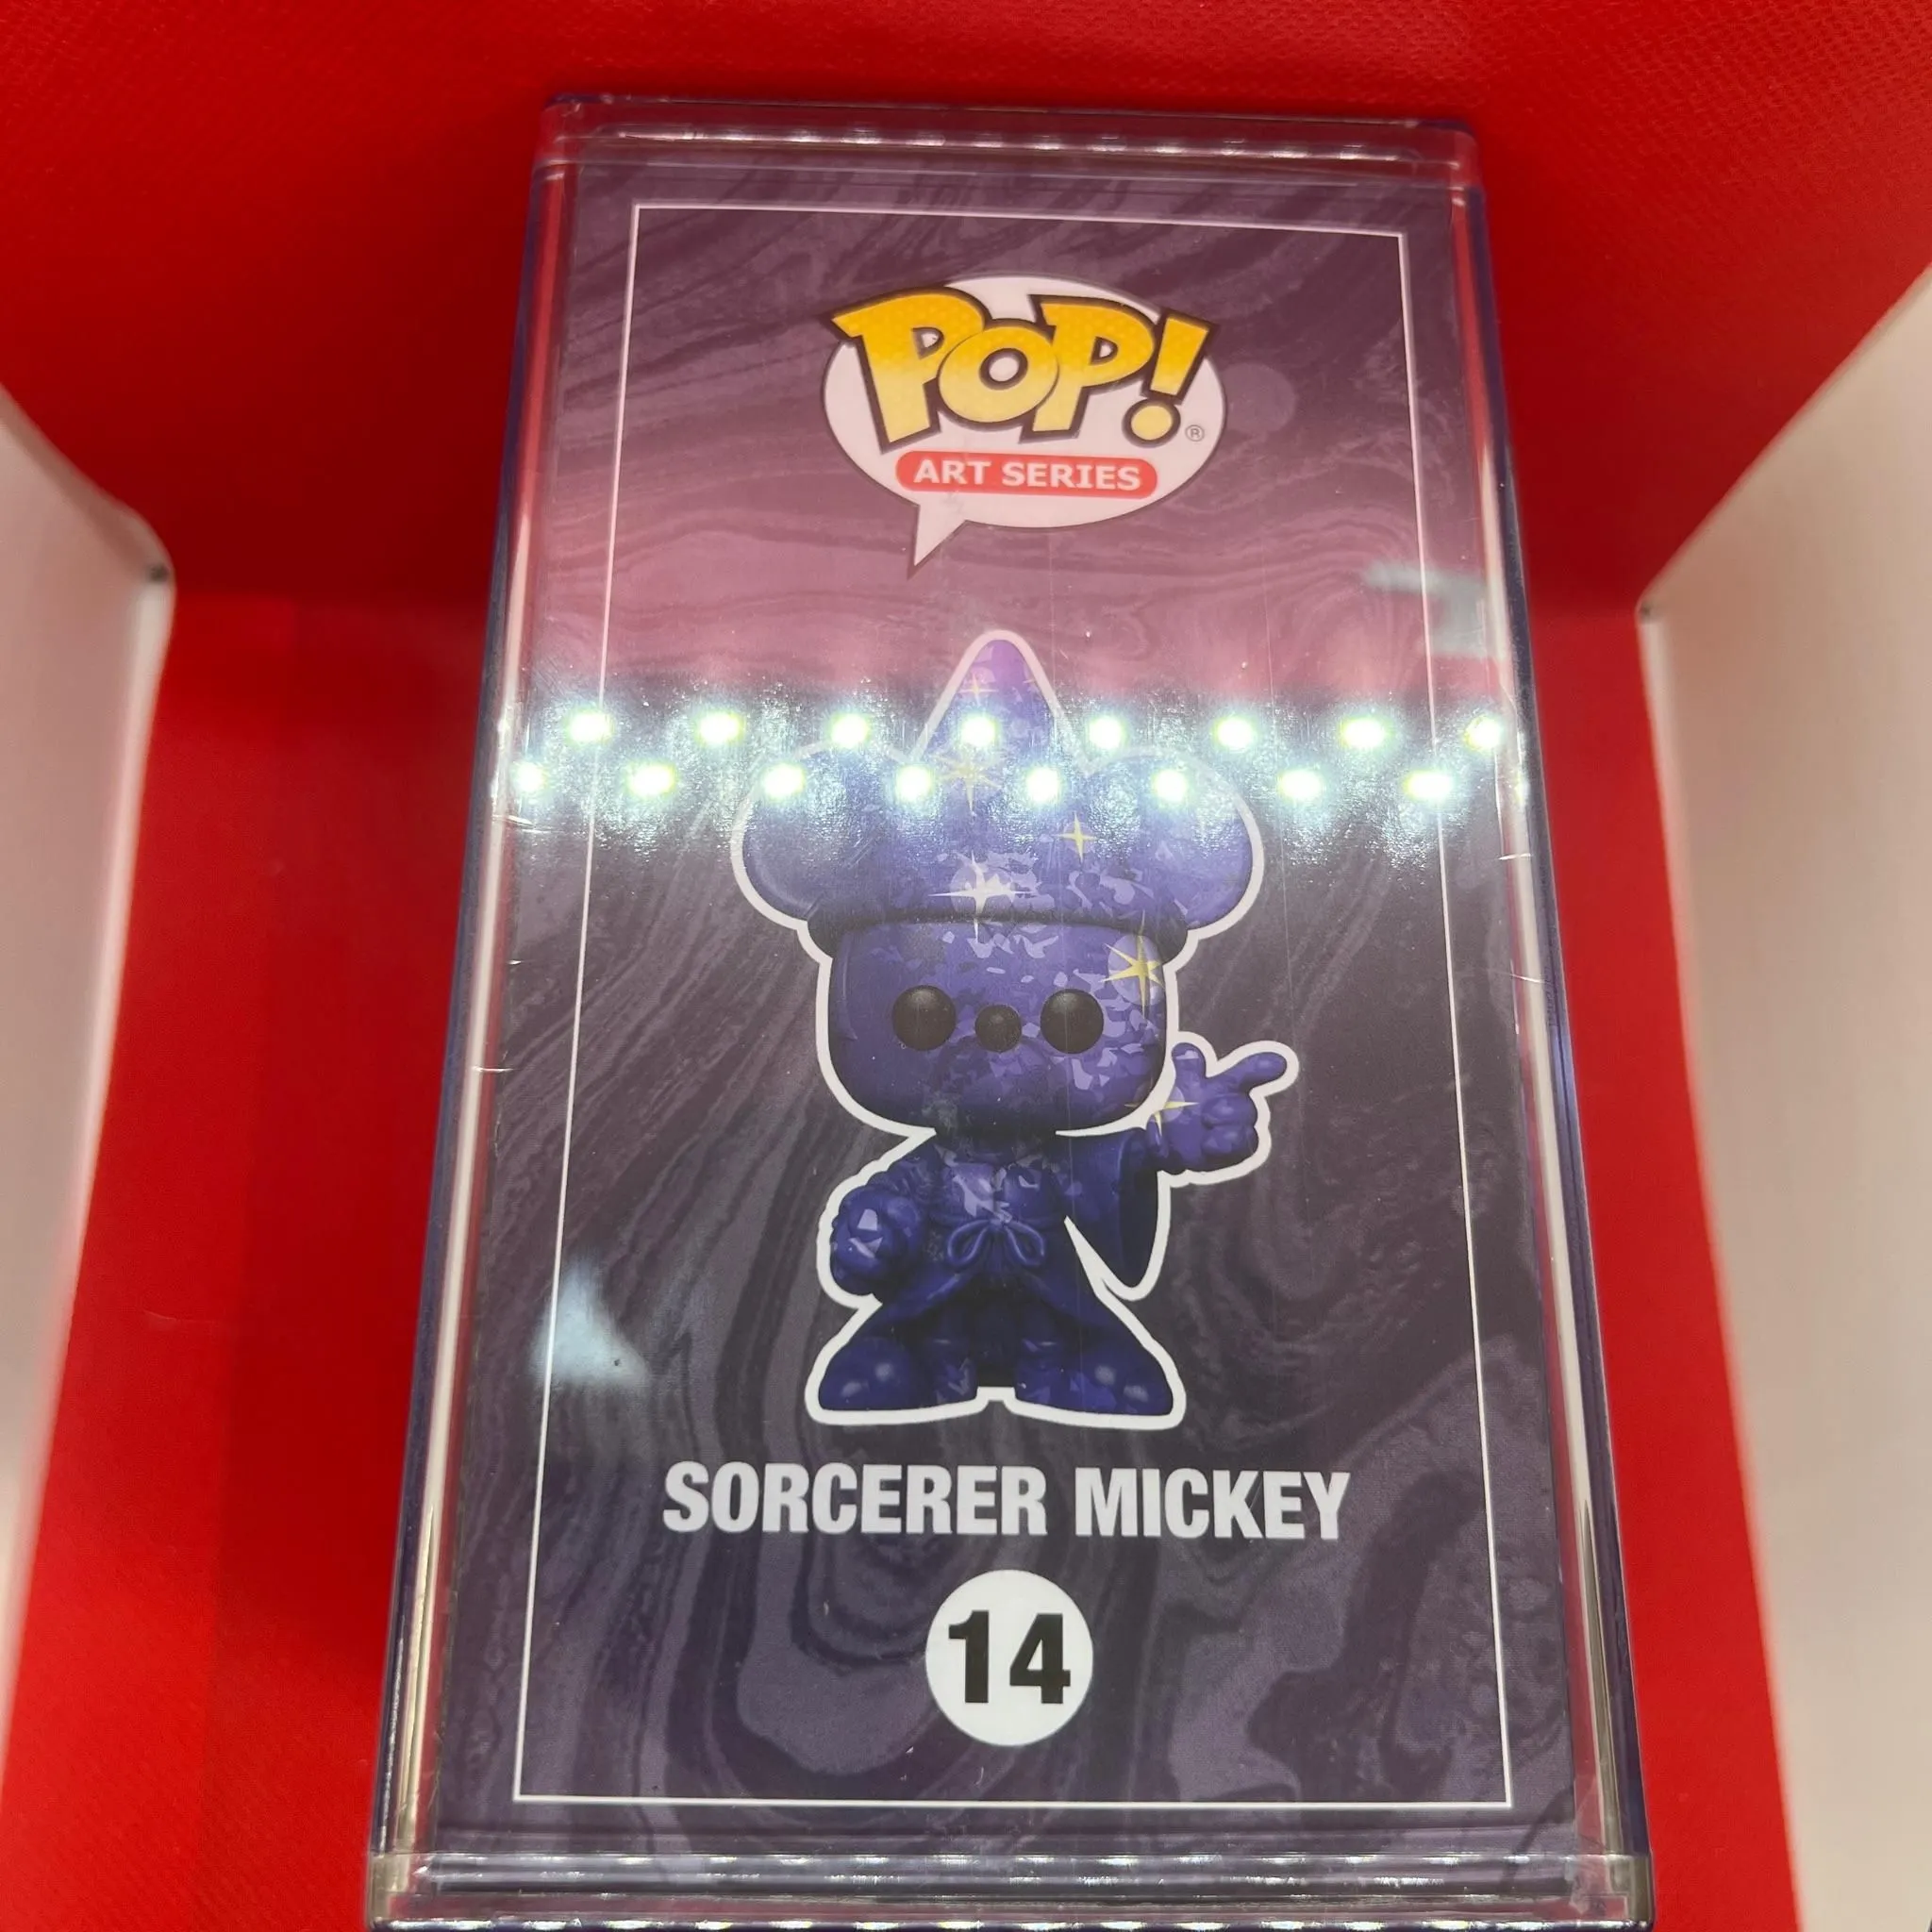 POP!®
ART SERIES
SORCERER MICKEY
14